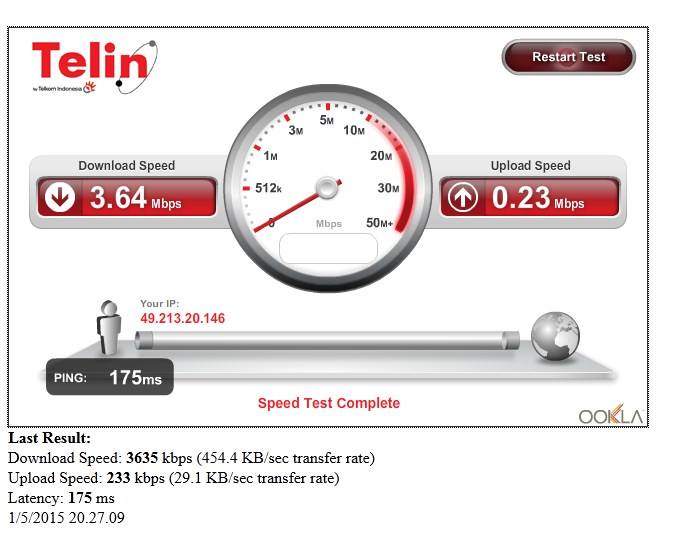 Telin
by Telkom Indonesia
Restart Test
Download Speed
3.64 Mbps
Upload Speed
0.23 Mbps
0
512k
1M
3M
5M
10M
20M
30M
50M+
Mbps
Your IP:
49.213.20.146
PING: 175ms
Speed Test Complete
OOKLA
Last Result:
Download Speed: 3635 kbps (454.4 KB/sec transfer rate)
Upload Speed: 233 kbps (29.1 KB/sec transfer rate)
Latency: 175 ms
1/5/2015 20.27.09